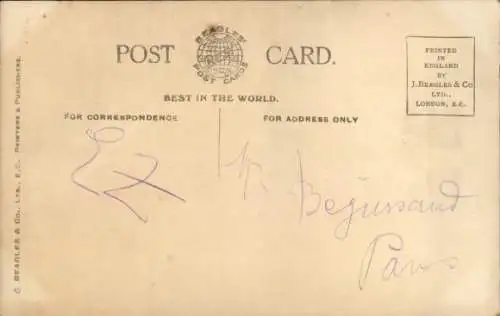 POST CARD.
BEAGLES'
POST CARDS
BEST IN THE WORLD.
PRINTED
IN
ENGLAND
BY
J. BEAGLES & CO
LTD.,
LONDON, E.C.
FOR CORRESPONDENCE
FOR ADDRESS ONLY
Paris
BEAGLES & CO., LTD., E.C. PRINTERS & PUBLISHERS.